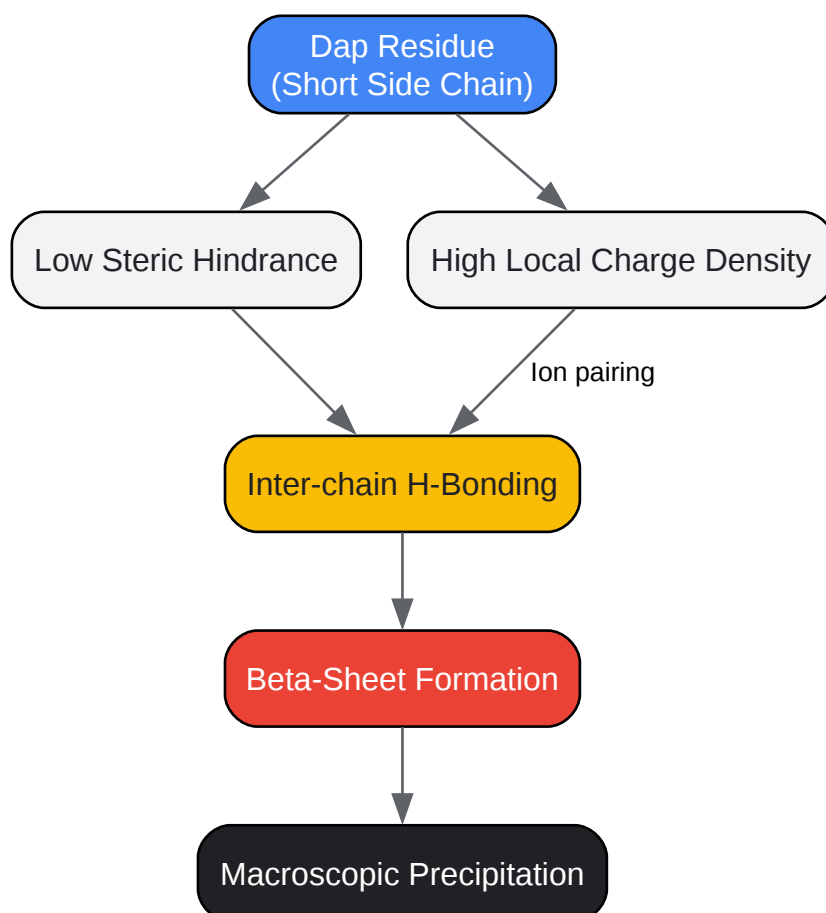 Dap Residue
(Short Side Chain)
Low Steric Hindrance
High Local Charge Density
Ion pairing
Inter-chain H-Bonding
Beta-Sheet Formation
Macroscopic Precipitation